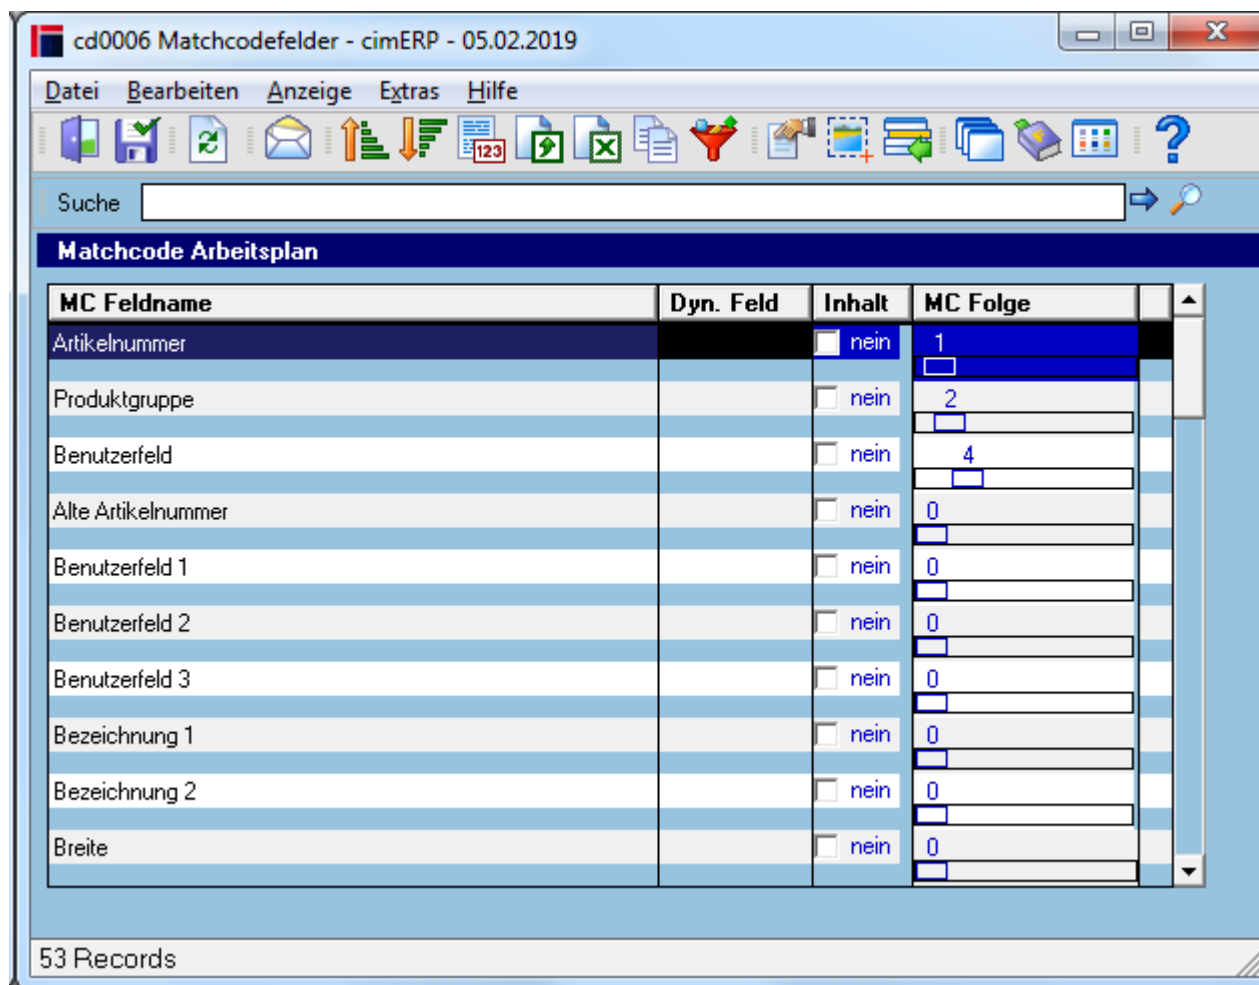 cd0006 Matchcodefelder - cimERP - 05.02.2019
Datei Bearbeiten Anzeige Extras Hilfe
123
Suche
Matchcode Arbeitsplan
MC Feldname Dyn. Feld Inhalt MC Folge
Artikelnummer nein 1
Produktgruppe nein 2
Benutzerfeld nein 4
Alte Artikelnummer nein 0
Benutzerfeld 1 nein 0
Benutzerfeld 2 nein 0
Benutzerfeld 3 nein 0
Bezeichnung 1 nein 0
Bezeichnung 2 nein 0
Breite nein 0
53 Records